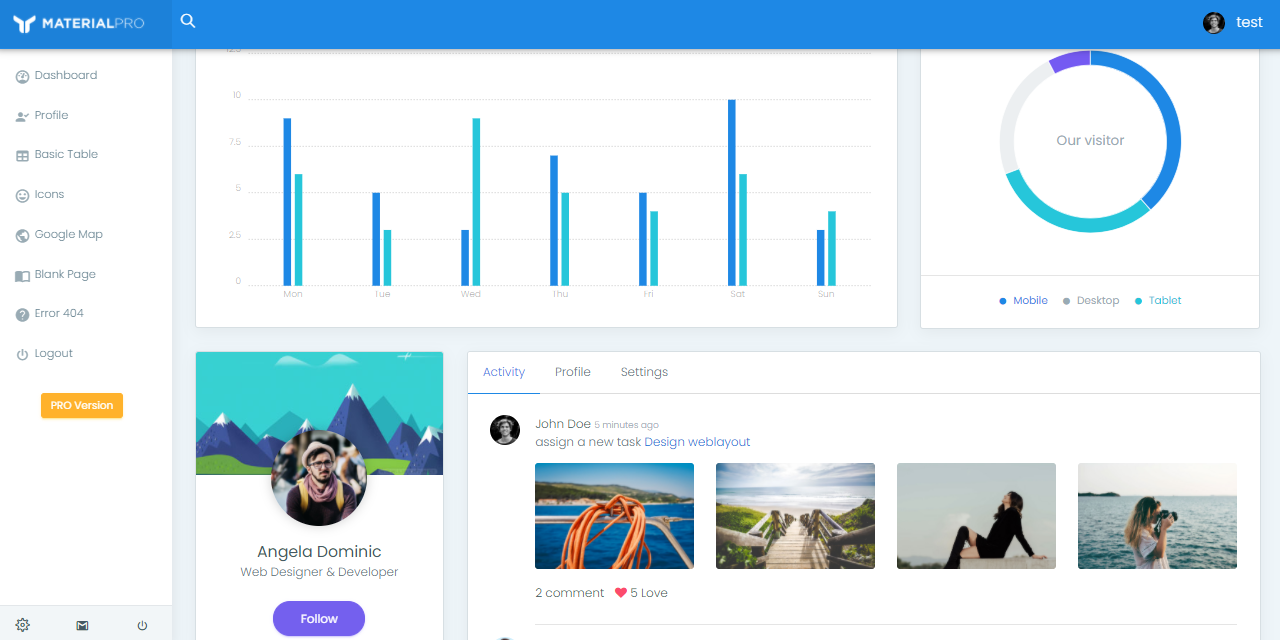 MATERIALPRO
test
Dashboard
Profile
Basic Table
Icons
Google Map
Blank Page
Error 404
Logout
PRO Version
12.5
10
7.5
5
2.5
0
Mon
Tue
Wed
Thu
Fri
Sat
Sun
Our visitor
Mobile
Desktop
Tablet
Angela Dominic
Web Designer & Developer
Follow
Activity
Profile
Settings
John Doe 5 minutes ago
assign a new task Design weblayout
2 comment 5 Love